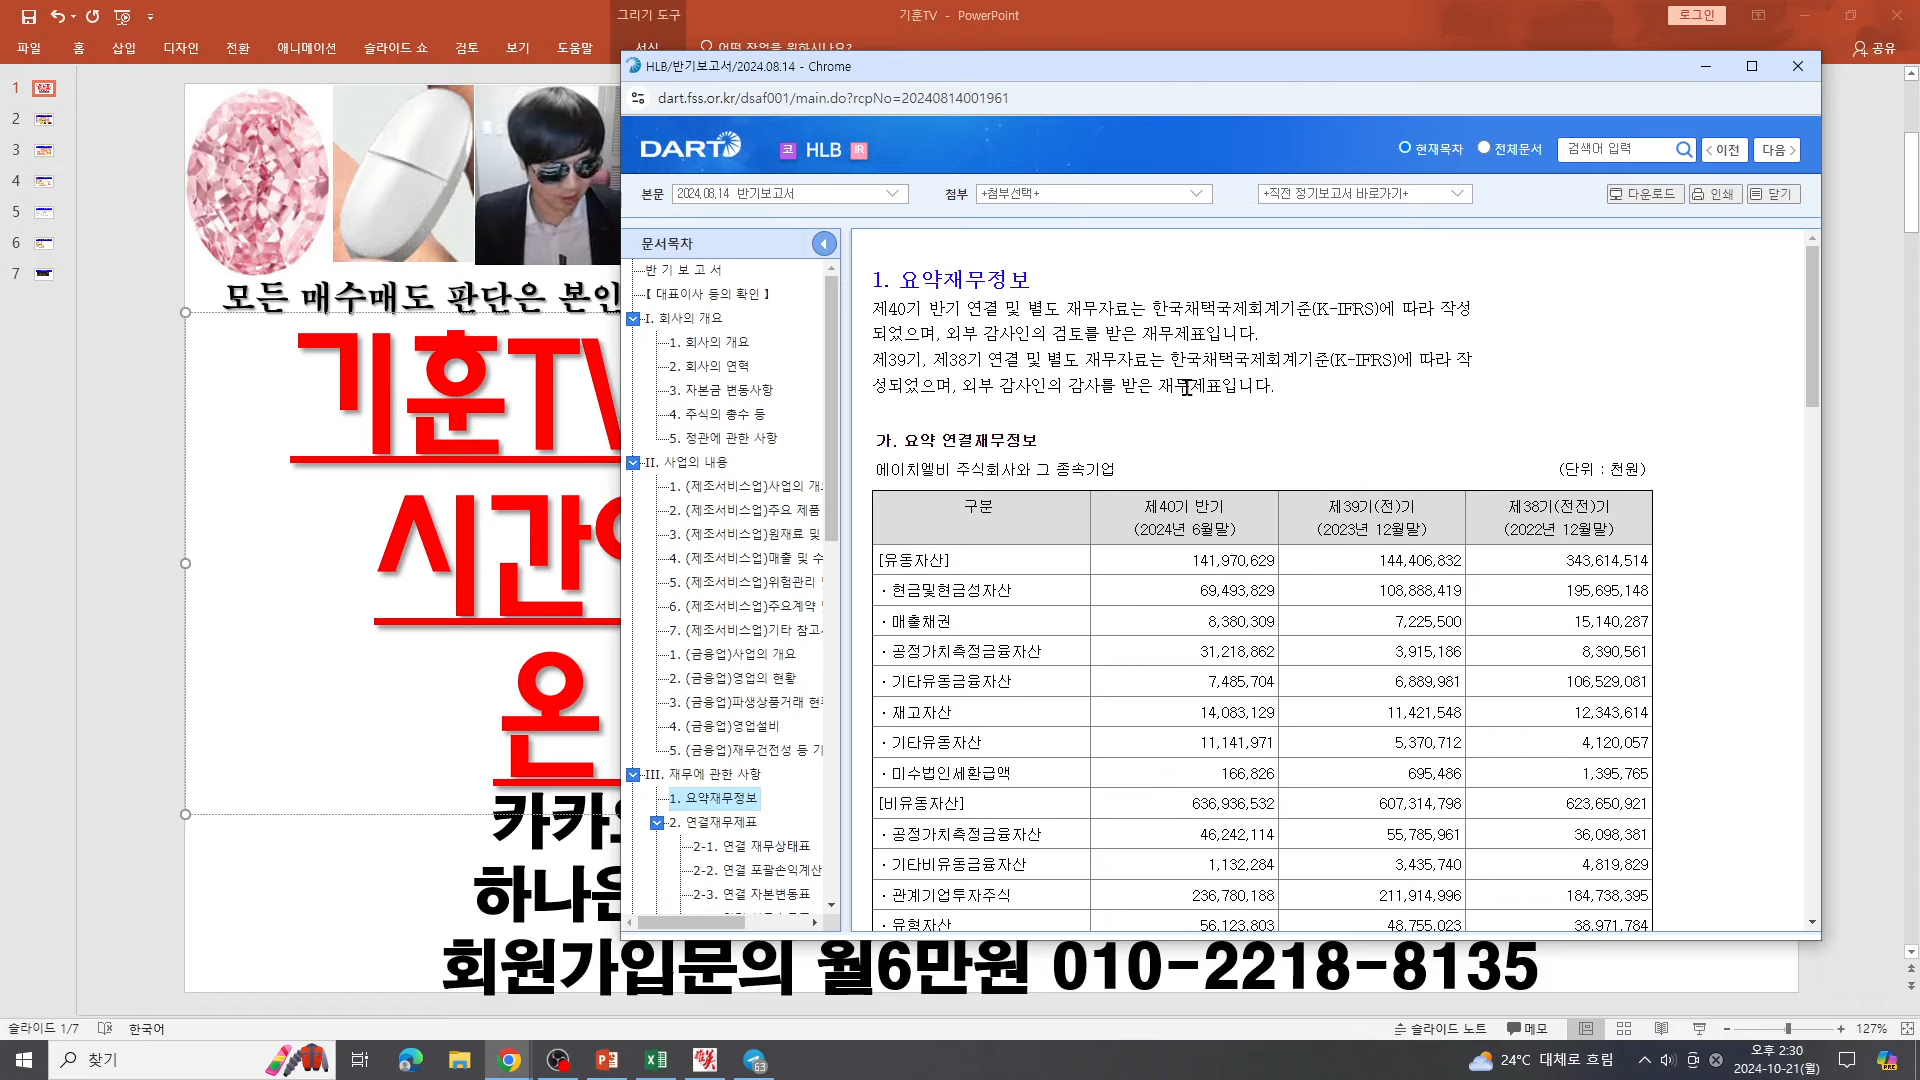 그리기 도구
기훈TV - PowerPoint
로그인
파일 홈 삽입 디자인 전환 애니메이션 슬라이드 쇼 검토 보기 도움말 서식 어떤 작업을 원하시나요?
공유
1
2
3
4
5
6
7
모든 매수매도 판단은 본인
기훈TV
시간
온
카카
하나은
회원가입문의 월6만원 010-2218-8135
HLB/반기보고서/2024.08.14 - Chrome
dart.fss.or.kr/dsaf001/main.do?rcpNo=20240814001961
DART 코 HLB IR
현재목차 전체문서 검색어 입력 이전 다음
본문 2024.08.14 반기보고서 첨부 +첨부선택+ +직전 정기보고서 바로가기+ 다운로드 인쇄 닫기
문서목차
반 기 보 고 서
【 대표이사 등의 확인 】
I. 회사의 개요
1. 회사의 개요
2. 회사의 연혁
3. 자본금 변동사항
4. 주식의 총수 등
5. 정관에 관한 사항
II. 사업의 내용
1. (제조서비스업)사업의 개
2. (제조서비스업)주요 제품
3. (제조서비스업)원재료 및
4. (제조서비스업)매출 및 수
5. (제조서비스업)위험관리
6. (제조서비스업)주요계약
7. (제조서비스업)기타 참고
1. (금융업)사업의 개요
2. (금융업)영업의 현황
3. (금융업)파생상품거래 현
4. (금융업)영업설비
5. (금융업)재무건전성 등 기
III. 재무에 관한 사항
1. 요약재무정보
2. 연결재무제표
2-1. 연결 재무상태표
2-2. 연결 포괄손익계산
2-3. 연결 자본변동표
1. 요약재무정보
제40기 반기 연결 및 별도 재무자료는 한국채택국제회계기준(K-IFRS)에 따라 작성
되었으며, 외부 감사인의 검토를 받은 재무제표입니다.
제39기, 제38기 연결 및 별도 재무자료는 한국채택국제회계기준(K-IFRS)에 따라 작
성되었으며, 외부 감사인의 감사를 받은 재무제표입니다.
가. 요약 연결재무정보
에이치엘비 주식회사와 그 종속기업 (단위 : 천원)
구분 제40기 반기 제39기(전)기 제38기(전전)기
(2024년 6월말) (2023년 12월말) (2022년 12월말)
[유동자산] 141,970,629 144,406,832 343,614,514
·현금및현금성자산 69,493,829 108,888,419 195,695,148
·매출채권 8,380,309 7,225,500 15,140,287
·공정가치측정금융자산 31,218,862 3,915,186 8,390,561
·기타유동금융자산 7,485,704 6,889,981 106,529,081
·재고자산 14,083,129 11,421,548 12,343,614
·기타유동자산 11,141,971 5,370,712 4,120,057
·미수법인세환급액 166,826 695,486 1,395,765
[비유동자산] 636,936,532 607,314,798 623,650,921
·공정가치측정금융자산 46,242,114 55,785,961 36,098,381
·기타비유동금융자산 1,132,284 3,435,740 4,819,829
·관계기업투자주식 236,780,188 211,914,996 184,738,395
·유형자산 56,123,803 48,755,023 38,971,784
슬라이드 1/7 한국어 슬라이드 노트 메모 127%
찾기
63
24°C 대체로 흐림
오후 2:30
2024-10-21(월)